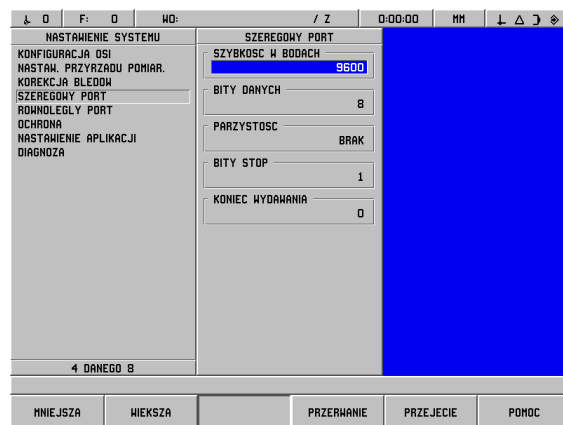 0 F: 0 WO: / Z 0:00:00 MM
NASTAWIENIE SYSTEMU
KONFIGURACJA OSI
NASTAW. PRZYRZADU POMIAR.
KOREKCJA BLEDOW
SZEREGOWY PORT
ROWNOLEGLY PORT
OCHRONA
NASTAWIENIE APLIKACJI
DIAGNOZA
4 DANEGO 8
SZEREGOWY PORT
SZYBKOSC W BODACH
9600
BITY DANYCH
8
PARZYSTOSC
BRAK
BITY STOP
1
KONIEC WYDAWANIA
0
MNIEJSZA WIEKSZA PRZERWANIE PRZEJECIE POMOC